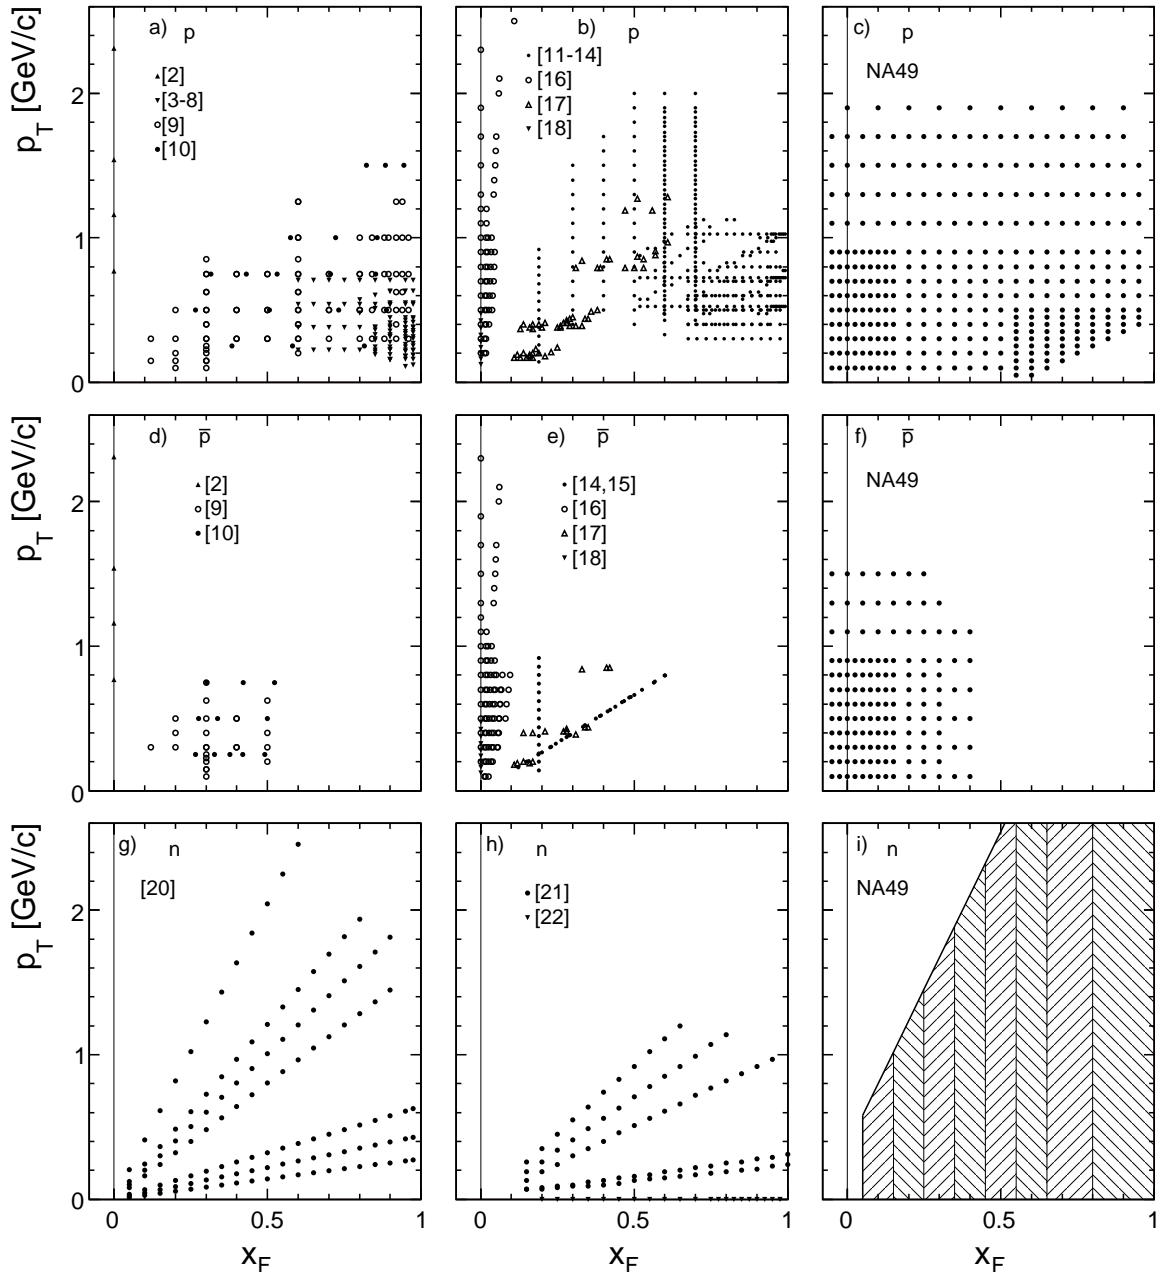 a) p
[2]
[3-8]
[9]
[10]
b) p
[11-14]
[16]
[17]
[18]
c) p
NA49
p_T [GeV/c]
2
1
0
d) p̅
[2]
[9]
[10]
e) p̅
[14,15]
[16]
[17]
[18]
f) p̅
NA49
p_T [GeV/c]
2
1
0
g) n
[20]
h) n
[21]
[22]
i) n
NA49
p_T [GeV/c]
2
1
0
0 0.5 1
0 0.5 1
0 0.5 1
x_F x_F x_F